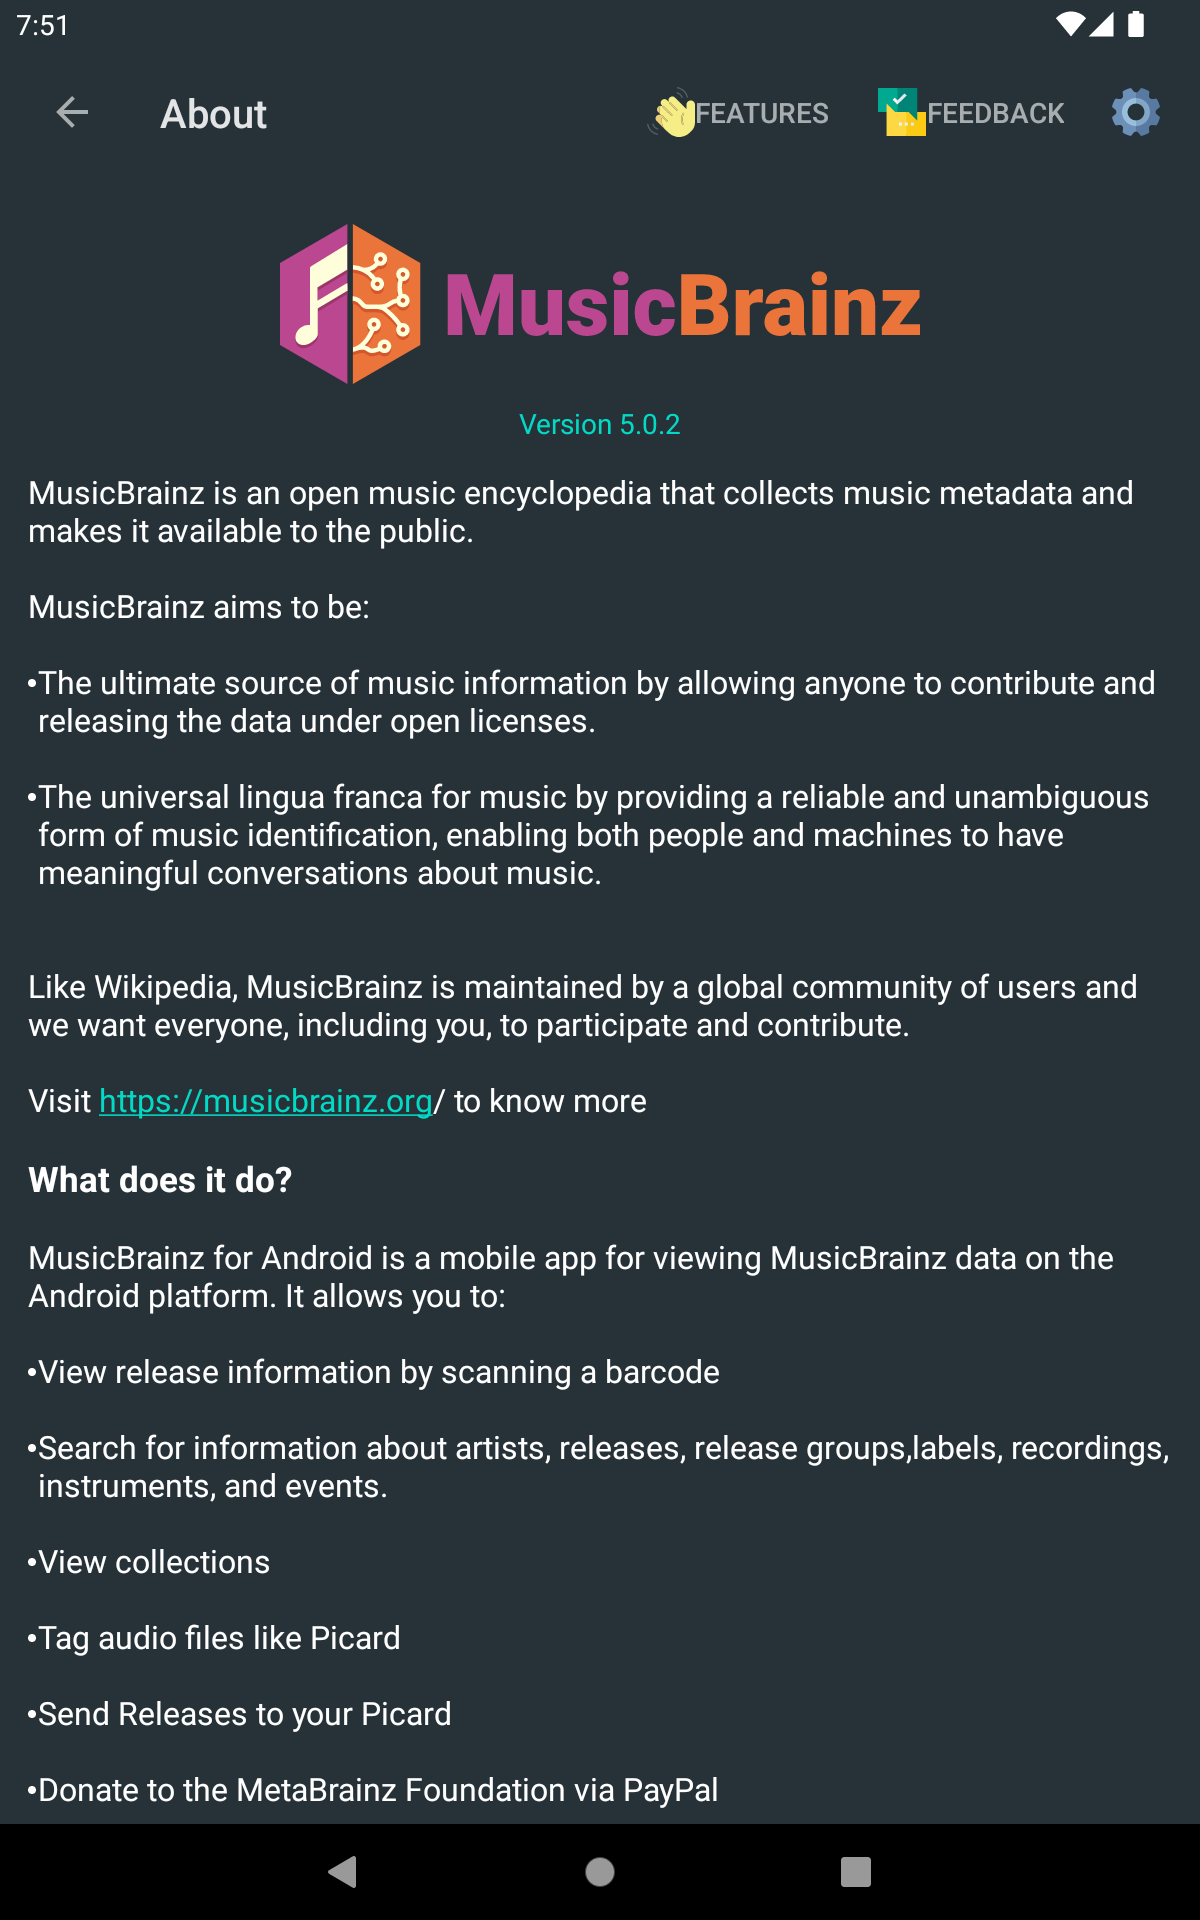 7:51
About
FEATURES
FEEDBACK
MusicBrainz
Version 5.0.2
MusicBrainz is an open music encyclopedia that collects music metadata and
makes it available to the public.
MusicBrainz aims to be:
•The ultimate source of music information by allowing anyone to contribute and
releasing the data under open licenses.
•The universal lingua franca for music by providing a reliable and unambiguous
form of music identification, enabling both people and machines to have
meaningful conversations about music.
Like Wikipedia, MusicBrainz is maintained by a global community of users and
we want everyone, including you, to participate and contribute.
Visit https://musicbrainz.org/ to know more
What does it do?
MusicBrainz for Android is a mobile app for viewing MusicBrainz data on the
Android platform. It allows you to:
•View release information by scanning a barcode
•Search for information about artists, releases, release groups,labels, recordings,
instruments, and events.
•View collections
•Tag audio files like Picard
•Send Releases to your Picard
•Donate to the MetaBrainz Foundation via PayPal